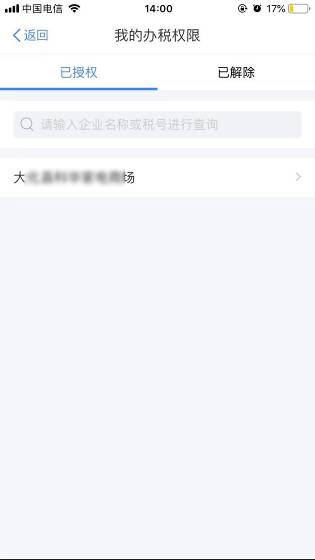 中国电信
14:00
17%
返回
我的办税权限
已授权
已解除
请输入企业名称或税号进行查询
大
场